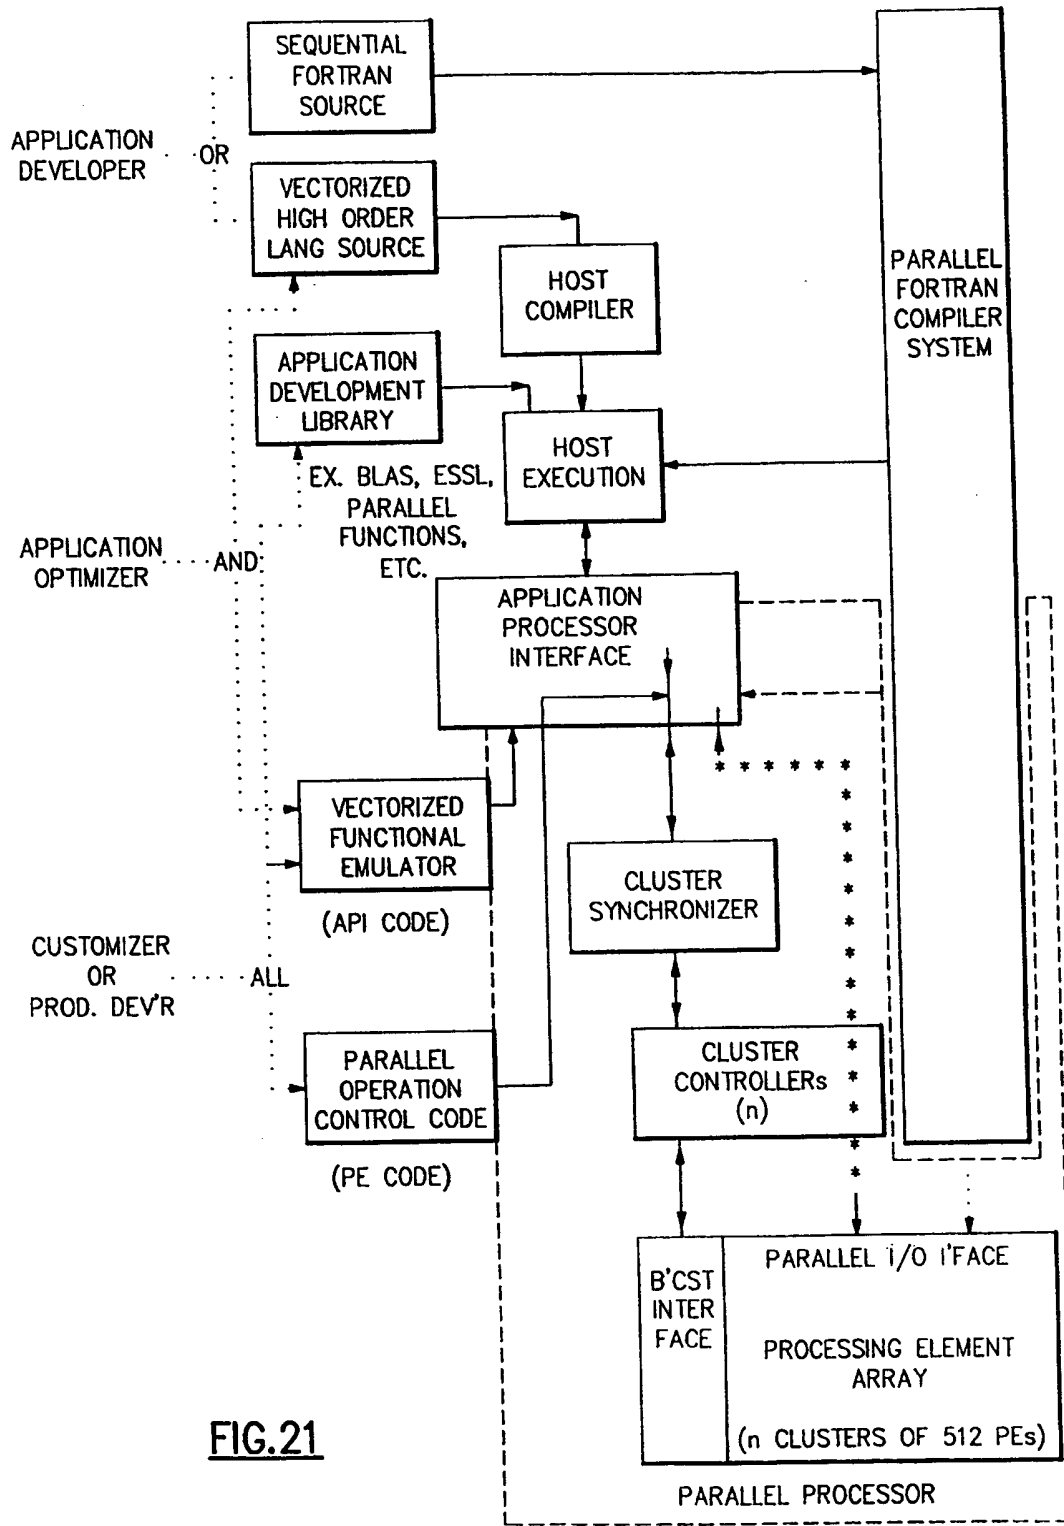 SEQUENTIAL
FORTRAN
SOURCE
APPLICATION
DEVELOPER
OR
VECTORIZED
HIGH ORDER
LANG SOURCE
HOST
COMPILER
PARALLEL
FORTRAN
COMPILER
SYSTEM
APPLICATION
DEVELOPMENT
LIBRARY
HOST
EXECUTION
EX. BLAS, ESSL,
PARALLEL
FUNCTIONS,
ETC.
APPLICATION
OPTIMIZER
AND
APPLICATION
PROCESSOR
INTERFACE
VECTORIZED
FUNCTIONAL
EMULATOR
(API CODE)
CLUSTER
SYNCHRONIZER
CUSTOMIZER
OR
PROD. DEV'R
ALL
PARALLEL
OPERATION
CONTROL CODE
(PE CODE)
CLUSTER
CONTROLLERs
(n)
B'CST
INTER
FACE
PARALLEL I/O I'FACE
PROCESSING ELEMENT
ARRAY
(n CLUSTERS OF 512 PEs)
PARALLEL PROCESSOR
FIG.21